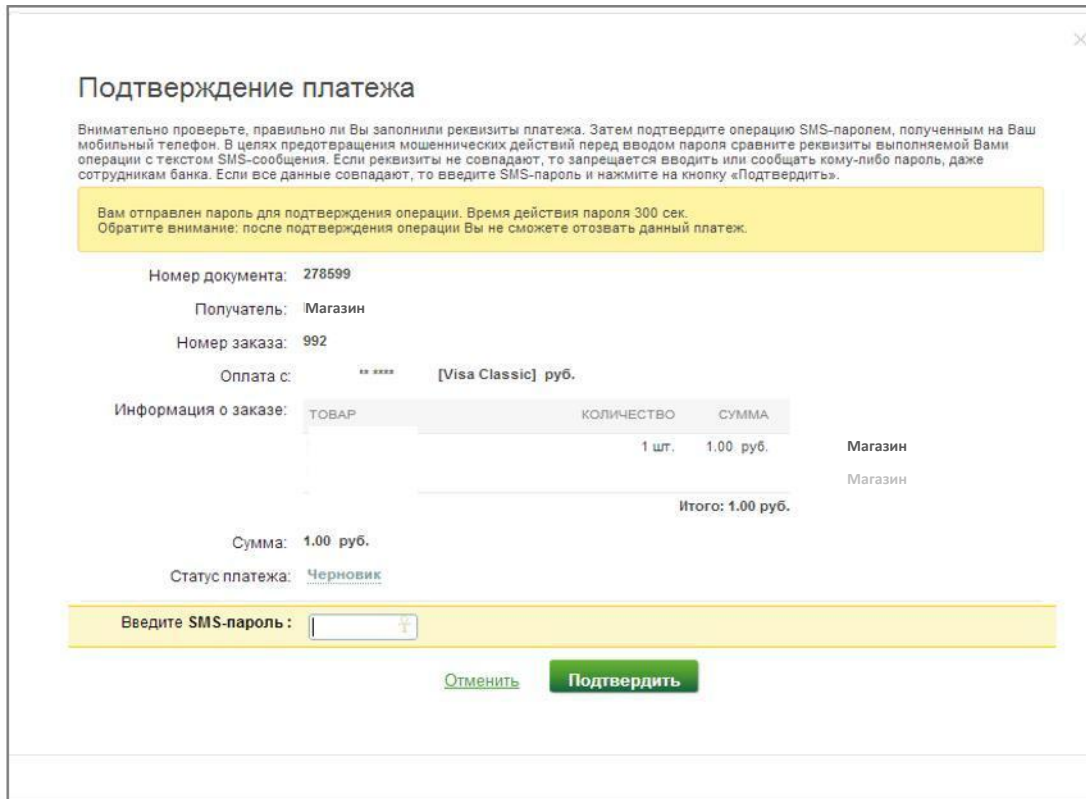 Подтверждение платежа
Внимательно проверьте, правильно ли Вы заполнили реквизиты платежа. Затем подтвердите операцию SMS-паролем, полученным на Ваш
мобильный телефон. В целях предотвращения мошеннических действий перед вводом пароля сравните реквизиты выполняемой Вами
операции с текстом SMS-сообщения. Если реквизиты не совпадают, то запрещается вводить или сообщать кому-либо пароль, даже
сотрудникам банка. Если все данные совпадают, то введите SMS-пароль и нажмите на кнопку «Подтвердить».
Вам отправлен пароль для подтверждения операции. Время действия пароля 300 сек.
Обратите внимание: после подтверждения операции Вы не сможете отозвать данный платеж.
Номер документа: 278599
Получатель: Магазин
Номер заказа: 992
Оплата с: ** **** [Visa Classic] руб.
Информация о заказе: ТОВАР КОЛИЧЕСТВО СУММА
1 шт. 1.00 руб. Магазин
Магазин
Итого: 1.00 руб.
Сумма: 1.00 руб.
Статус платежа: Черновик
Введите SMS-пароль :
Отменить Подтвердить